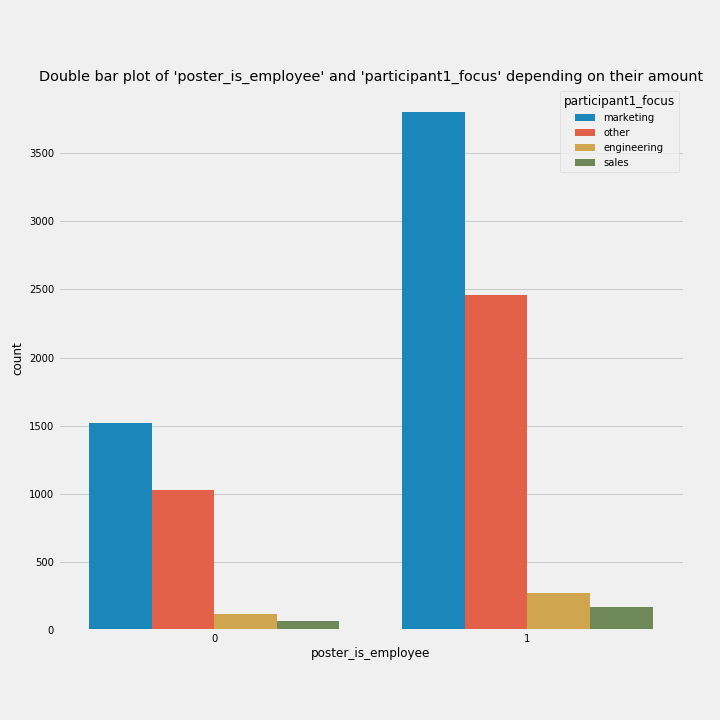 Double bar plot of 'poster_is_employee' and 'participant1_focus' depending on their amount
participant1_focus
marketing
other
engineering
sales
3500
3000
2500
2000
1500
1000
500
0
count
0
1
poster_is_employee